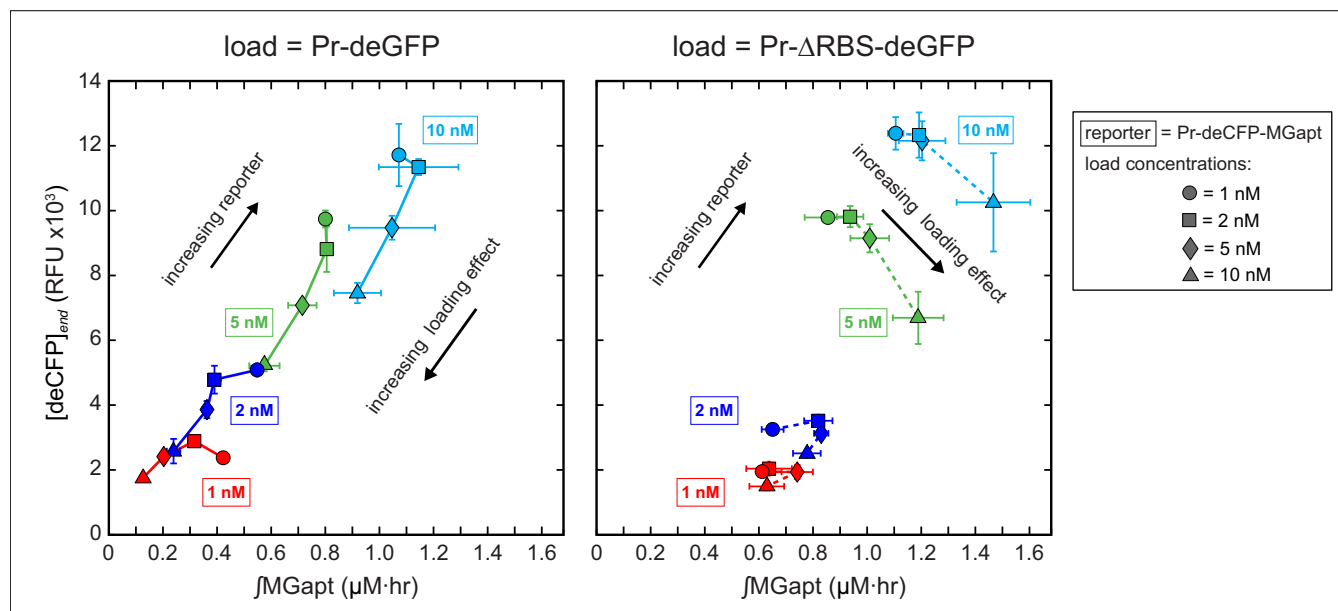 load = Pr-deGFP
load = Pr-ΔRBS-deGFP
[deCFP]end (RFU x10³)
14
12
10
8
6
4
2
0
increasing reporter
10 nM
5 nM
2 nM
1 nM
increasing loading effect
0
0.2
0.4
0.6
0.8
1.0
1.2
1.4
1.6
∫MGapt (µM·hr)
increasing reporter
10 nM
increasing loading effect
5 nM
2 nM
1 nM
0
0.2
0.4
0.6
0.8
1.0
1.2
1.4
1.6
∫MGapt (µM·hr)
reporter = Pr-deCFP-MGapt
load concentrations:
= 1 nM
= 2 nM
= 5 nM
= 10 nM